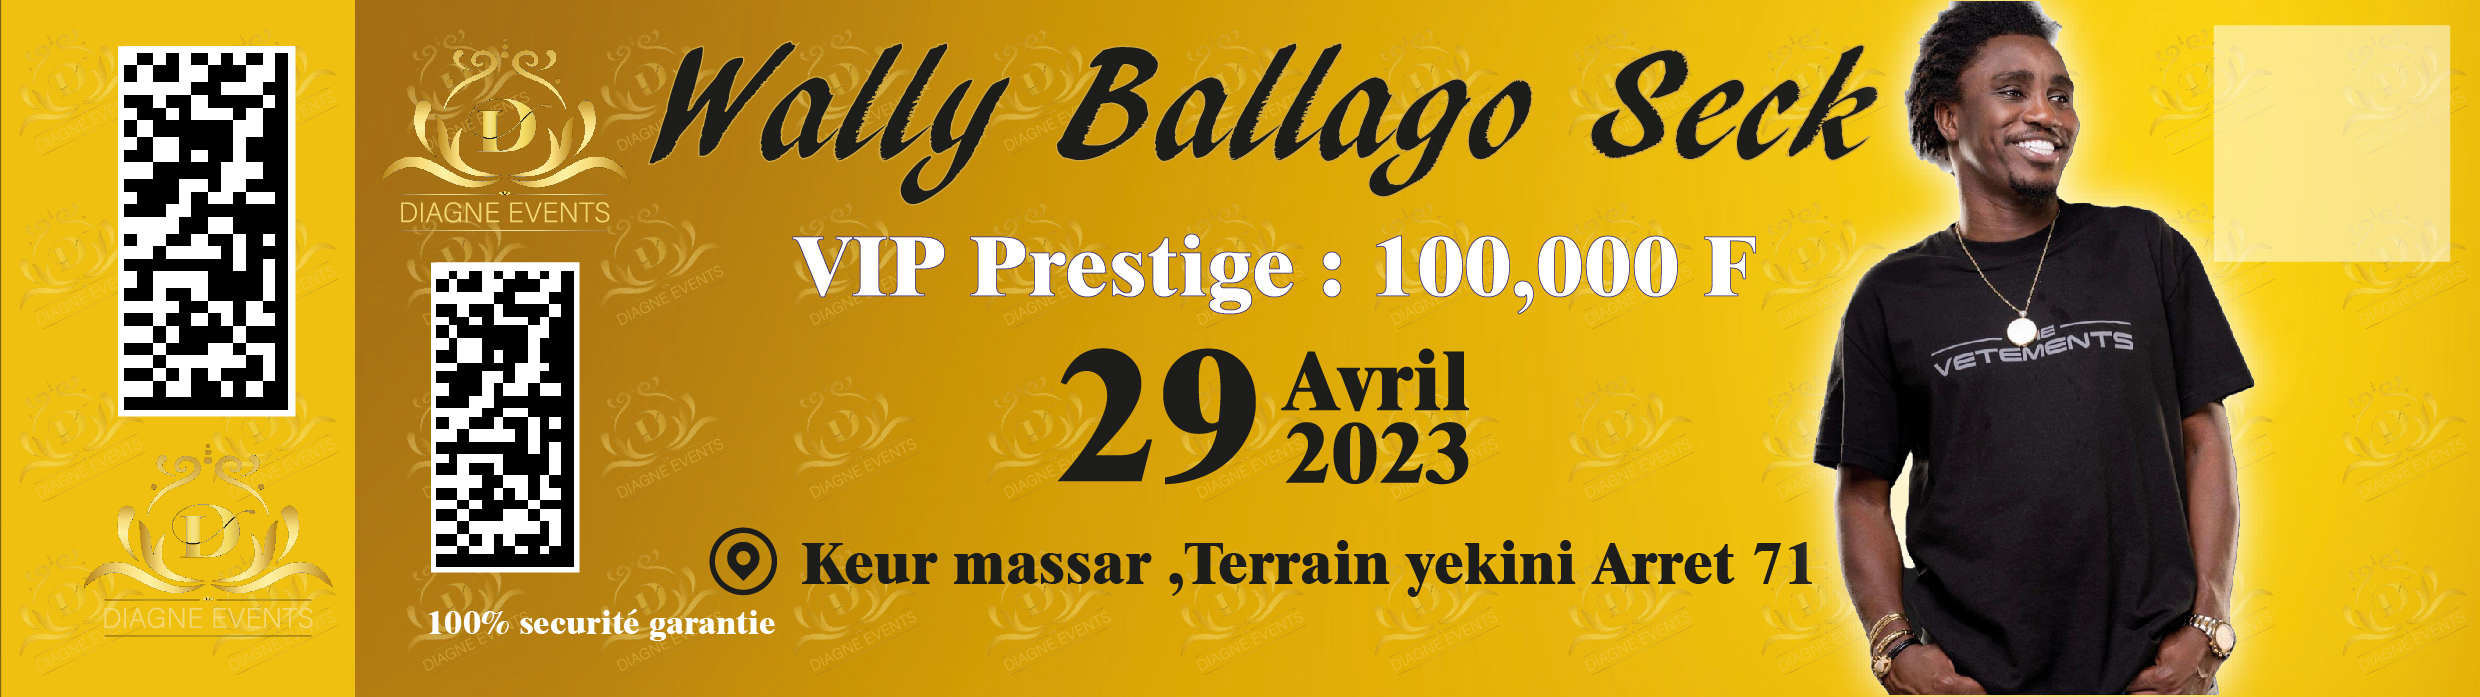 Wally Ballago Seck
DIAGNE EVENTS
VIP Prestige : 100,000 F
29 Avril
2023
VETEMENTS
Keur massar ,Terrain yekini Arret 71
100% securité garantie
DIAGNE EVENTS